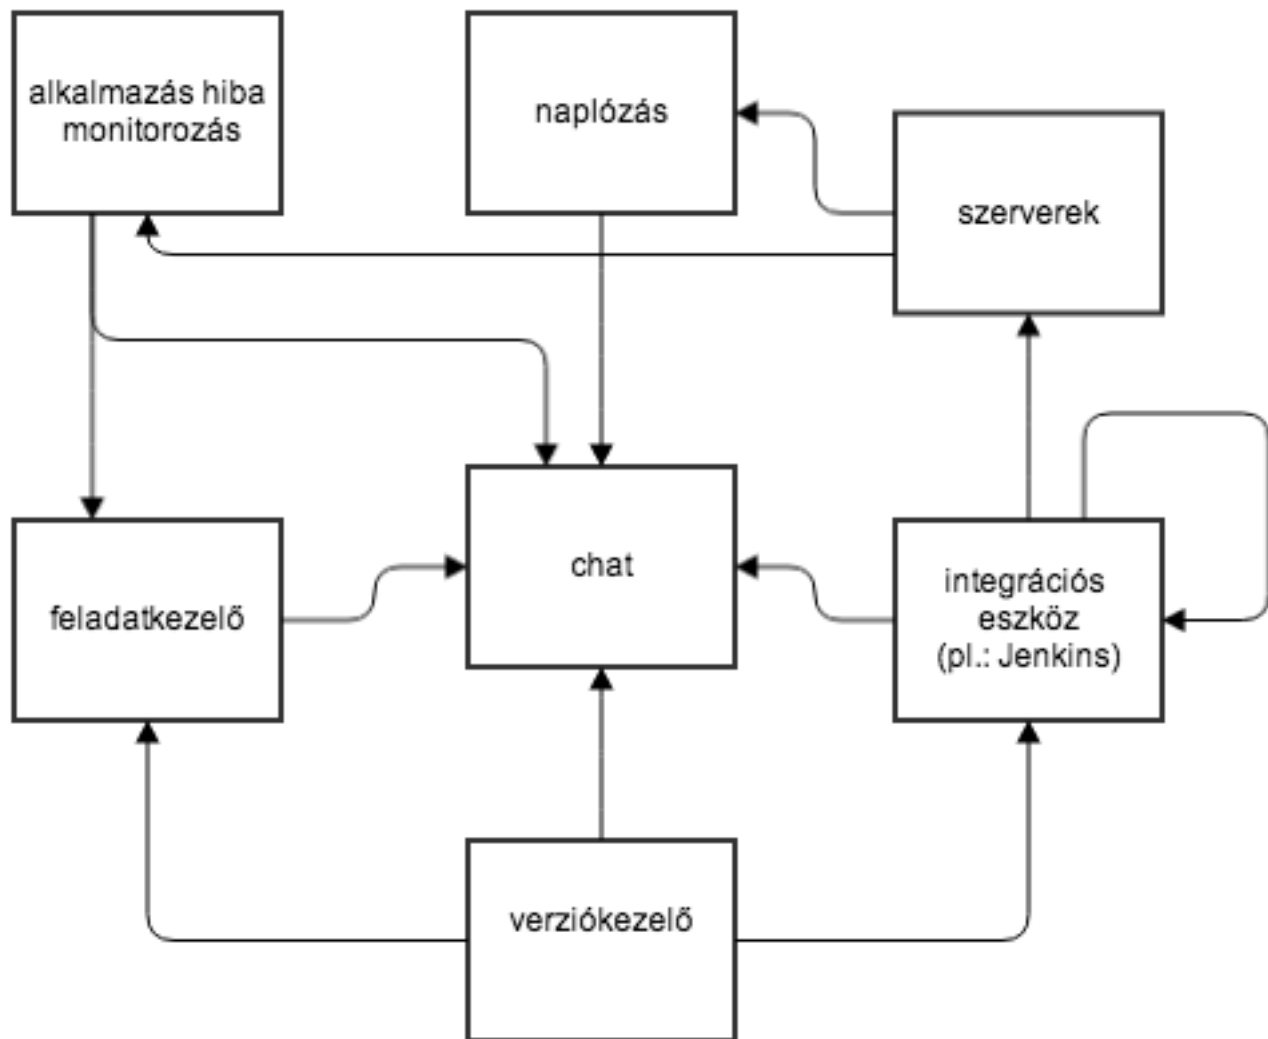 alkalmazás hiba
monitorozás
naplózás
szerverek
chat
feladatkezelő
integrációs
eszköz
(pl.: Jenkins)
verziókezelő